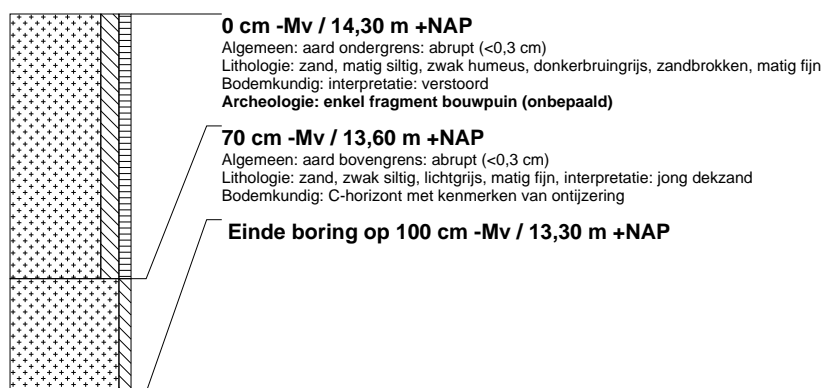 0 cm -Mv / 14,30 m +NAP
Algemeen: aard ondergrens: abrupt (<0,3 cm)
Lithologie: zand, matig siltig, zwak humeus, donkerbruingrijs, zandbrokken, matig fijn
Bodemkundig: interpretatie: verstoord
Archeologie: enkel fragment bouwpuin (onbepaald)
70 cm -Mv / 13,60 m +NAP
Algemeen: aard bovengrens: abrupt (<0,3 cm)
Lithologie: zand, zwak siltig, lichtgrijs, matig fijn, interpretatie: jong dekzand
Bodemkundig: C-horizont met kenmerken van ontijzering
Einde boring op 100 cm -Mv / 13,30 m +NAP